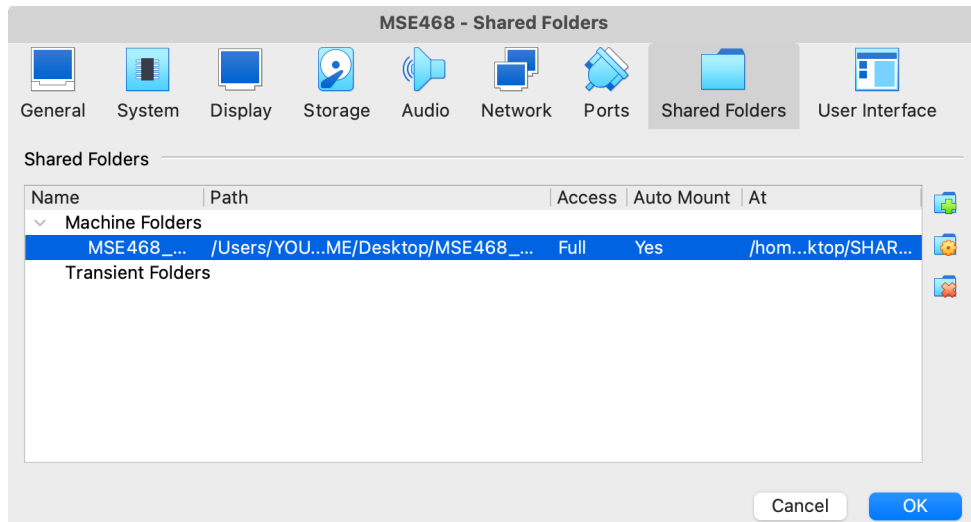 MSE468 - Shared Folders
General System Display Storage Audio Network Ports Shared Folders User Interface
Shared Folders
Name Path Access Auto Mount At
Machine Folders
MSE468_... /Users/YOU...ME/Desktop/MSE468_... Full Yes /hom...ktop/SHAR...
Transient Folders
Cancel OK